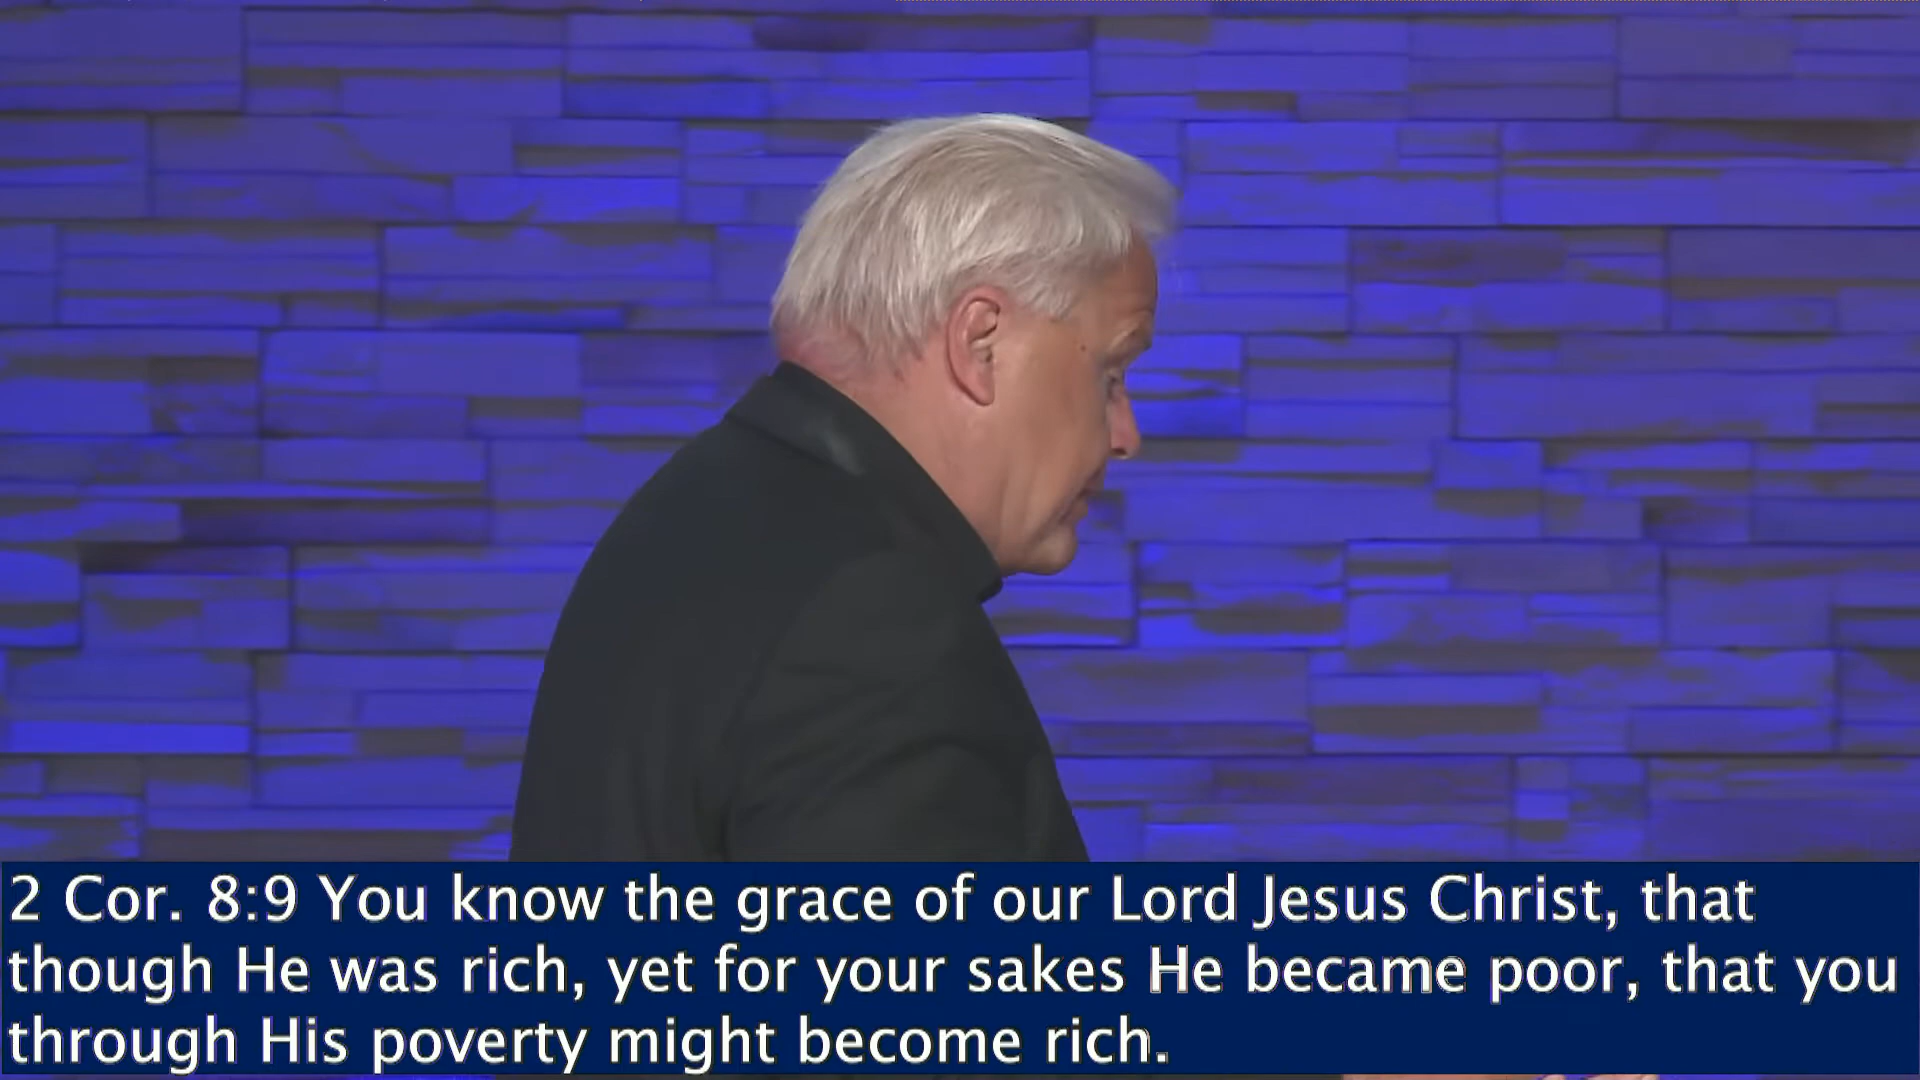 2 Cor. 8:9 You know the grace of our Lord Jesus Christ, that
though He was rich, yet for your sakes He became poor, that you
through His poverty might become rich.